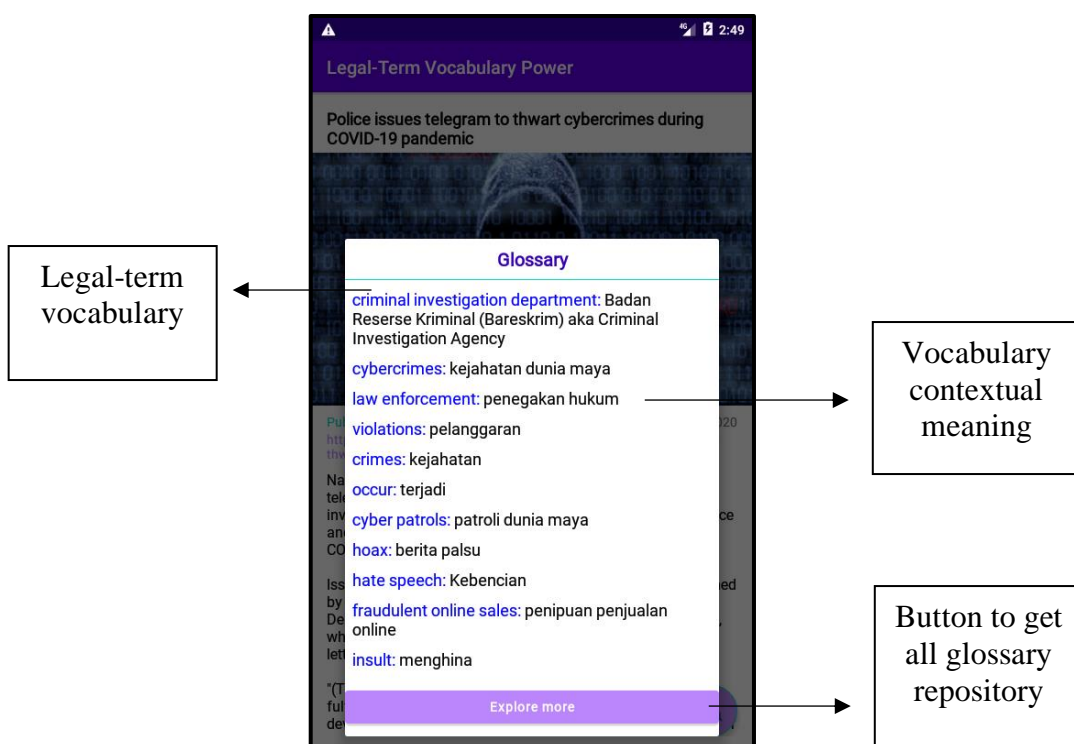 4G 2:49
Legal-Term Vocabulary Power
Police issues telegram to thwart cybercrimes during
COVID-19 pandemic
Glossary
criminal investigation department: Badan
Reserse Kriminal (Bareskrim) aka Criminal
Investigation Agency
cybercrimes: kejahatan dunia maya
law enforcement: penegakan hukum
violations: pelanggaran
crimes: kejahatan
occur: terjadi
cyber patrols: patroli dunia maya
hoax: berita palsu
hate speech: Kebencian
fraudulent online sales: penipuan penjualan
online
insult: menghina
Explore more
Legal-term
vocabulary
Vocabulary
contextual
meaning
Button to get
all glossary
repository